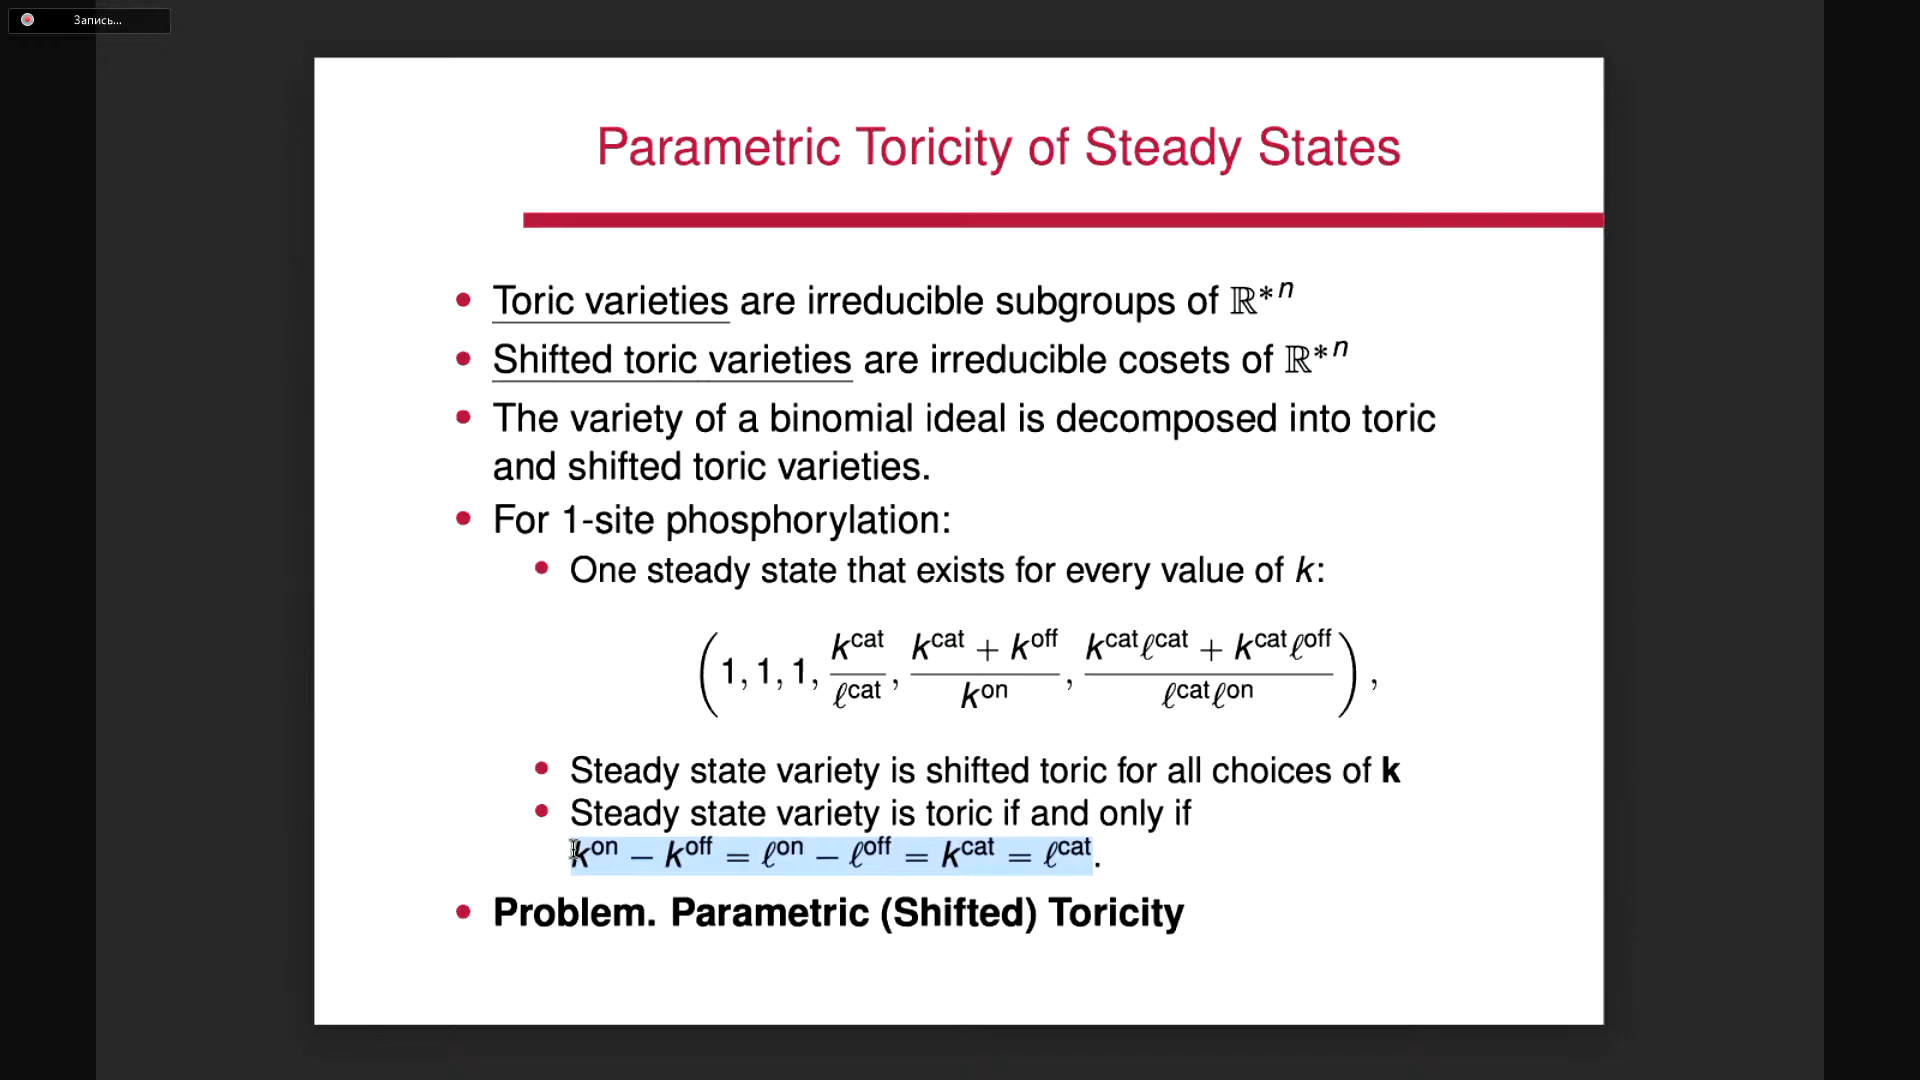 Запись...
Parametric Toricity of Steady States
• Toric varieties are irreducible subgroups of ℝ*ⁿ
• Shifted toric varieties are irreducible cosets of ℝ*ⁿ
• The variety of a binomial ideal is decomposed into toric
and shifted toric varieties.
• For 1-site phosphorylation:
• One steady state that exists for every value of k:
(1, 1, 1, k^cat/ℓ^cat, (k^cat + k^off)/k^on, (k^cat ℓ^cat + k^cat ℓ^off)/(ℓ^cat ℓ^on)),
• Steady state variety is shifted toric for all choices of k
• Steady state variety is toric if and only if
k^on − k^off = ℓ^on − ℓ^off = k^cat = ℓ^cat.
• Problem. Parametric (Shifted) Toricity